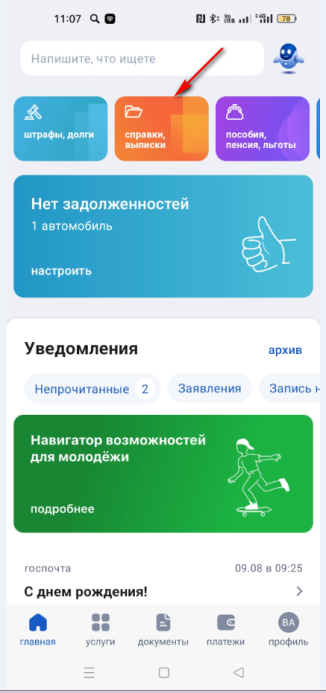 11:07
78
Напишите, что ищете
штрафы, долги
справки,
выписки
пособия,
пенсия, льготы
Нет задолженностей
1 автомобиль
настроить
Уведомления
архив
Непрочитанные 2
Заявления
Запись н
Навигатор возможностей
для молодёжи
подробнее
госпочта
09.08 в 09:25
С днем рождения!
главная
услуги
документы
платежи
ВА
профиль